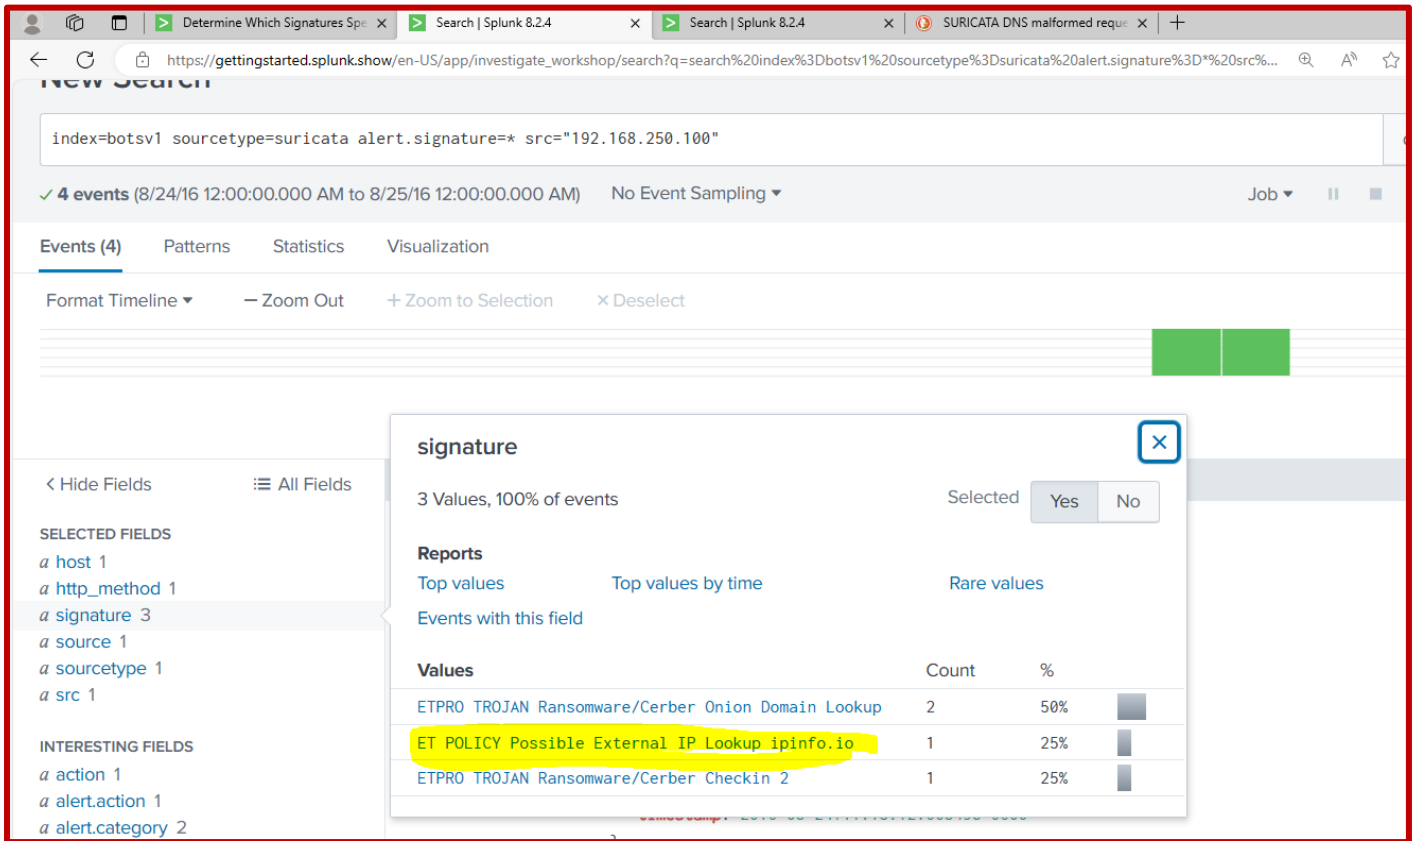 Determine Which Signatures Spe
Search | Splunk 8.2.4
Search | Splunk 8.2.4
SURICATA DNS malformed reque
https://gettingstarted.splunk.show/en-US/app/investigate_workshop/search?q=search%20index%3Dbotsv1%20sourcetype%3Dsuricata%20alert.signature%3D*%20src%...
New Search
index=botsv1 sourcetype=suricata alert.signature=* src="192.168.250.100"
4 events (8/24/16 12:00:00.000 AM to 8/25/16 12:00:00.000 AM)
No Event Sampling
Job
Events (4)
Patterns
Statistics
Visualization
Format Timeline
— Zoom Out
+ Zoom to Selection
× Deselect
signature
3 Values, 100% of events
Selected
Yes
No
Reports
Top values
Top values by time
Rare values
Events with this field
Values Count %
ETPRO TROJAN Ransomware/Cerber Onion Domain Lookup 2 50%
ET POLICY Possible External IP Lookup ipinfo.io 1 25%
ETPRO TROJAN Ransomware/Cerber Checkin 2 1 25%
< Hide Fields
All Fields
SELECTED FIELDS
a host 1
a http_method 1
a signature 3
a source 1
a sourcetype 1
a src 1
INTERESTING FIELDS
a action 1
a alert.action 1
a alert.category 2